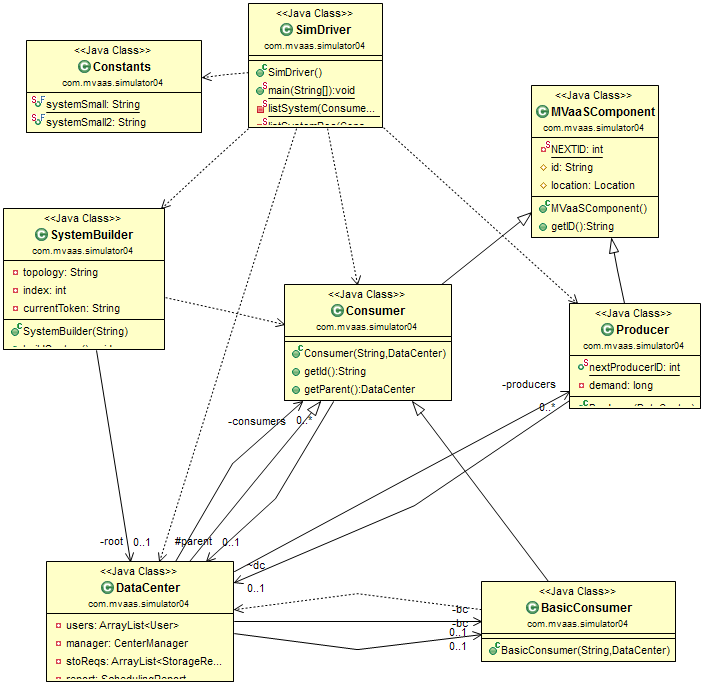 <<Java Class>>
SimDriver
com.mvaas.simulator04
SimDriver()
main(String[]):void
listSystem(Consume...
<<Java Class>>
Constants
com.mvaas.simulator04
systemSmall: String
systemSmall2: String
<<Java Class>>
MVaaSComponent
com.mvaas.simulator04
NEXTID: int
id: String
location: Location
MVaaSComponent()
getID():String
<<Java Class>>
SystemBuilder
com.mvaas.simulator04
topology: String
index: int
currentToken: String
SystemBuilder(String)
<<Java Class>>
Consumer
com.mvaas.simulator04
Consumer(String,DataCenter)
getId():String
getParent():DataCenter
<<Java Class>>
Producer
com.mvaas.simulator04
nextProducerID: int
demand: long
-producers
0..*
-consumers
0..*
-root
0..1
#parent
0..1
~dc
0..1
<<Java Class>>
DataCenter
com.mvaas.simulator04
users: ArrayList<User>
manager: CenterManager
stoReqs: ArrayList<StorageRe...
-bc
-bc
0..1
0..1
<<Java Class>>
BasicConsumer
com.mvaas.simulator04
BasicConsumer(String,DataCenter)